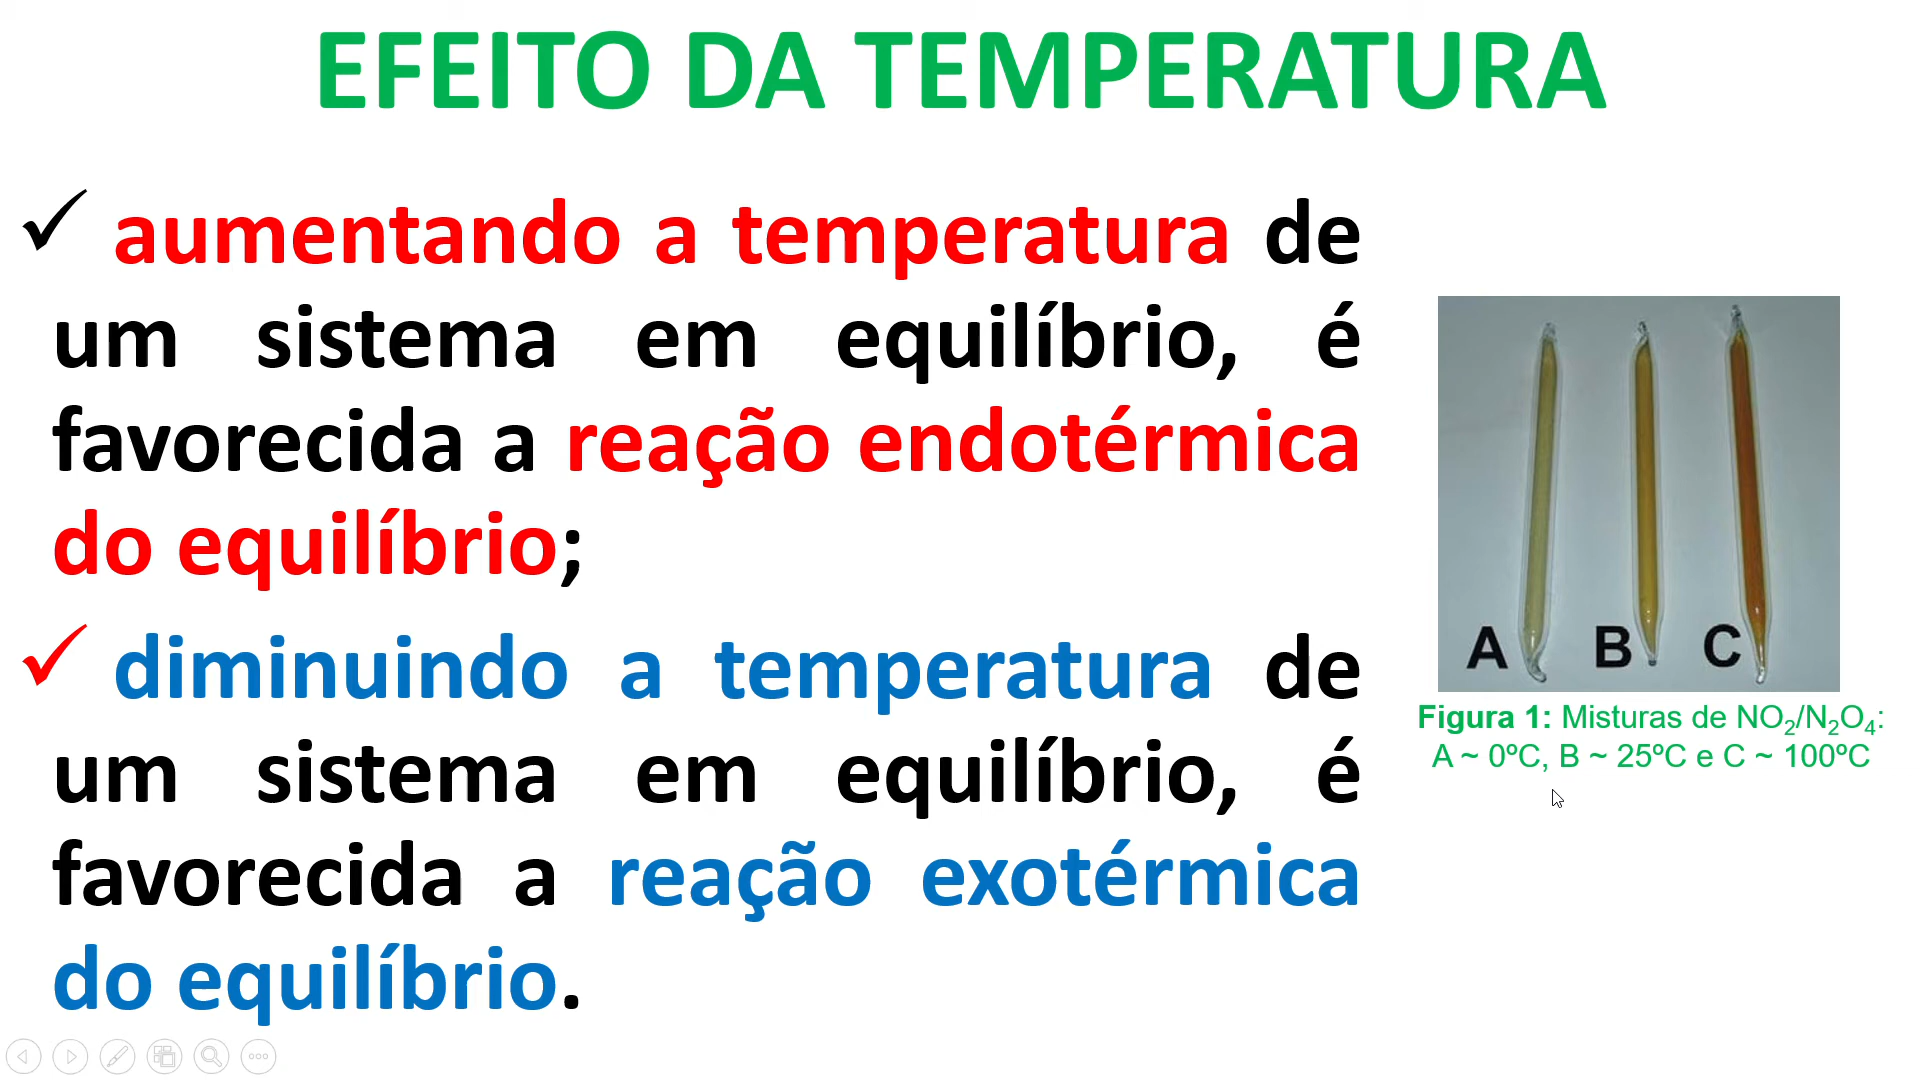 EFEITO DA TEMPERATURA
✓ aumentando a temperatura de
um sistema em equilíbrio, é
favorecida a reação endotérmica
do equilíbrio;
✓ diminuindo a temperatura de
um sistema em equilíbrio, é
favorecida a reação exotérmica
do equilíbrio.
A B C
Figura 1: Misturas de NO₂/N₂O₄:
A ~ 0ºC, B ~ 25ºC e C ~ 100ºC